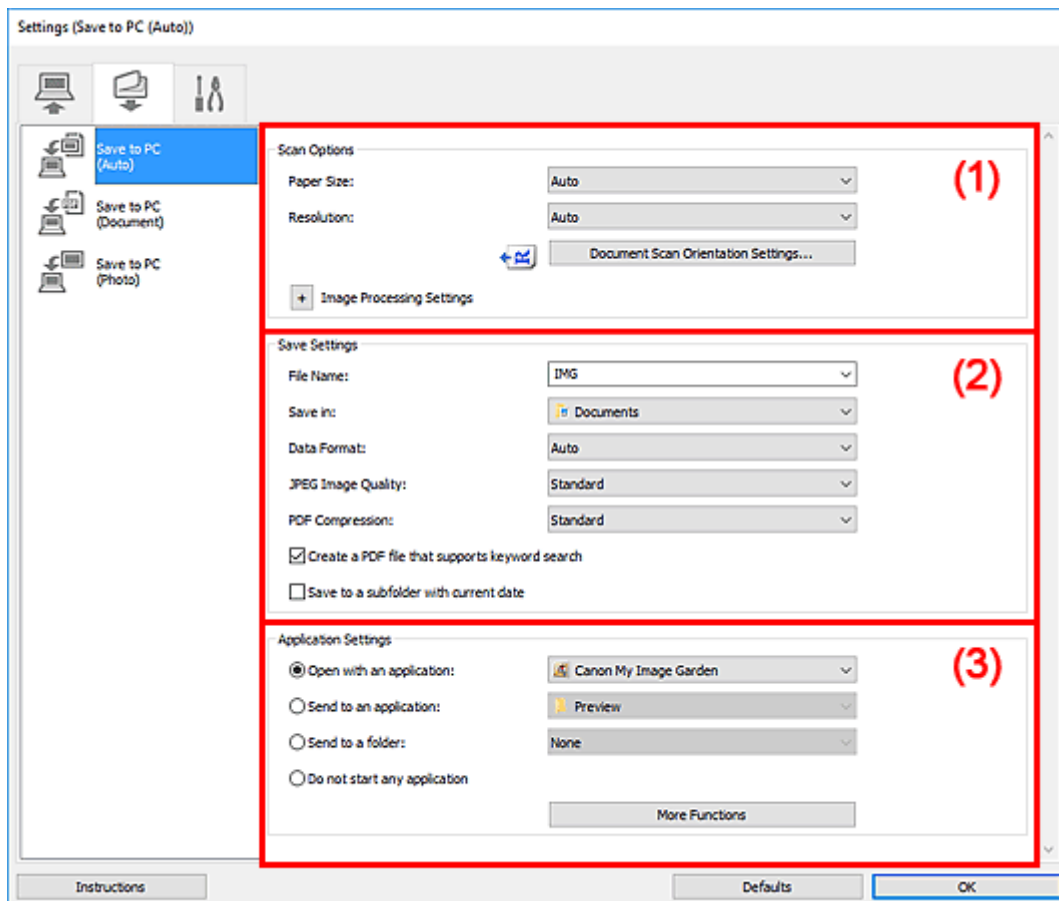 Settings (Save to PC (Auto))
Save to PC
(Auto)
Save to PC
(Document)
Save to PC
(Photo)
Scan Options
(1)
Paper Size: Auto
Resolution: Auto
Document Scan Orientation Settings...
+ Image Processing Settings
Save Settings
(2)
File Name: IMG
Save in: Documents
Data Format: Auto
JPEG Image Quality: Standard
PDF Compression: Standard
Create a PDF file that supports keyword search
Save to a subfolder with current date
Application Settings
(3)
Open with an application: Canon My Image Garden
Send to an application: Preview
Send to a folder: None
Do not start any application
More Functions
Instructions Defaults OK